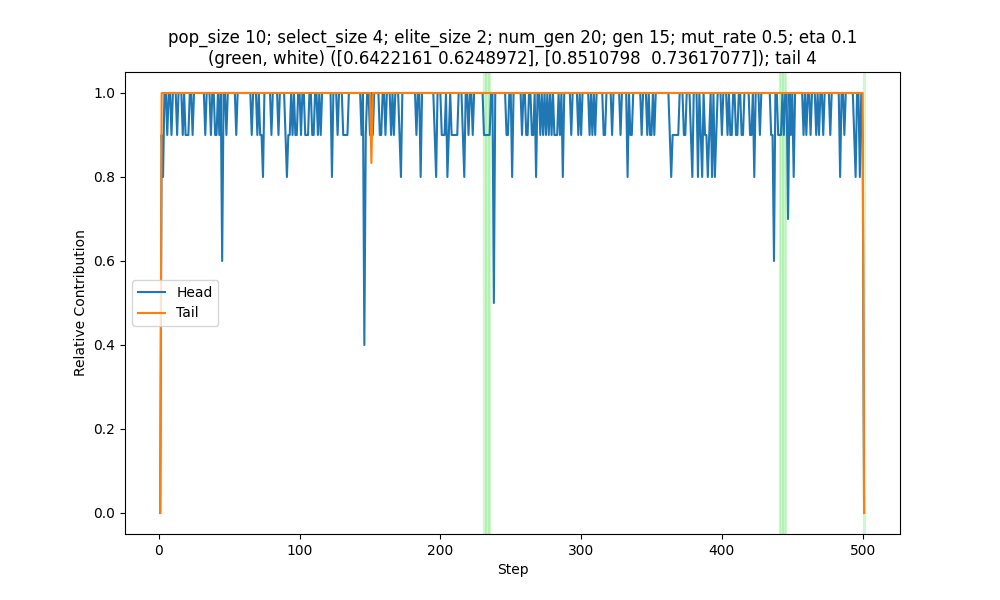 pop_size 10; select_size 4; elite_size 2; num_gen 20; gen 15; mut_rate 0.5; eta 0.1
(green, white) ([0.6422161 0.6248972], [0.8510798  0.73617077]); tail 4
1.0
0.8
0.6
0.4
0.2
0.0
Relative Contribution
Head
Tail
0
100
200
300
400
500
Step